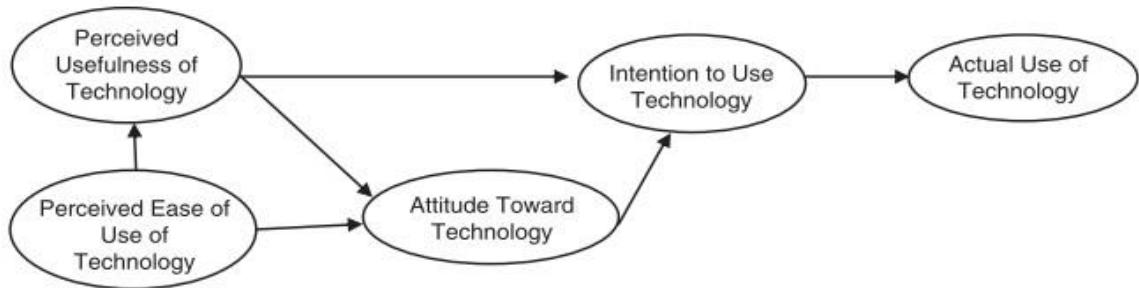 Perceived
Usefulness of
Technology
Intention to Use
Technology
Actual Use of
Technology
Perceived Ease of
Use of
Technology
Attitude Toward
Technology